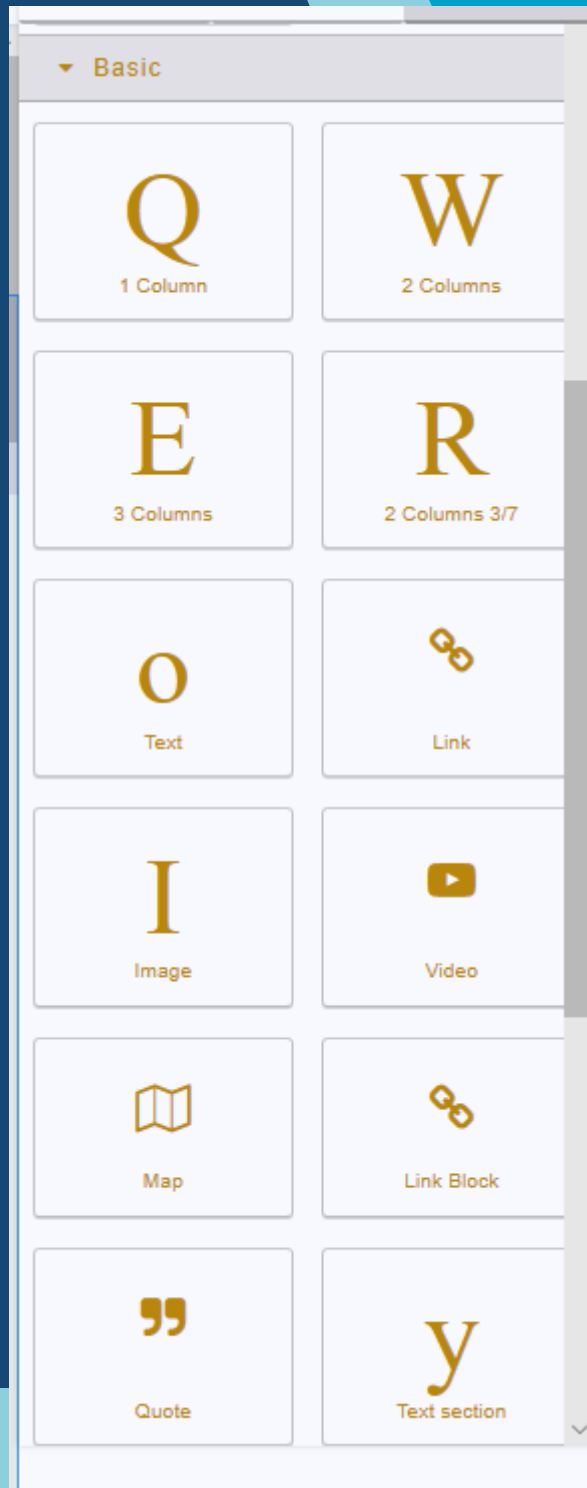 Basic
Q W
1 Column 2 Columns
E R
3 Columns 2 Columns 3/7
o
Text Link
I
Image Video
Map Link Block
y
Quote Text section